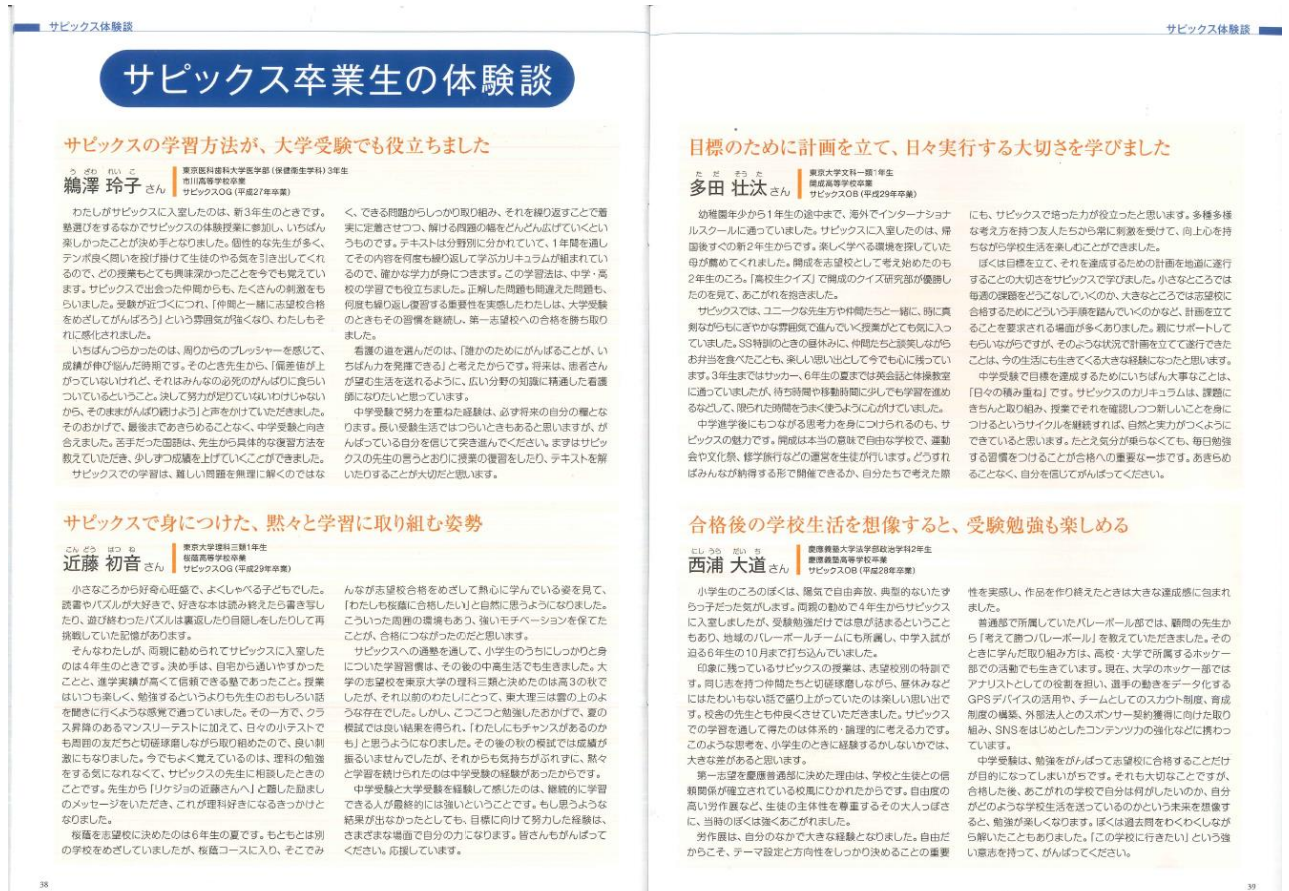 サピックス体験談
サピックス卒業生の体験談
サピックスの学習方法が、大学受験でも役立ちました
うざわ れいこ
鵜澤 玲子さん
東京医科歯科大学医学部（保健衛生学科）3年生
市川高等学校卒業
サピックスOG（平成27年卒業）
わたしがサピックスに入室したのは、新3年生のときです。
塾選びをするなかでサピックスの体験授業に参加し、いちばん
楽しかったことが決め手となりました。個性的な先生が多く、
テンポ良く問いを投げ掛けて生徒のやる気を引き出してくれ
るので、どの授業もとても興味深かったことを今でも覚えてい
ます。サピックスで出会った仲間からも、たくさんの刺激をも
らいました。受験が近づくにつれ、「仲間と一緒に志望校合格
をめざしてがんばろう」という雰囲気が強くなり、わたしもそ
れに感化されました。
いちばんつらかったのは、周りからのプレッシャーを感じて、
成績が伸び悩んだ時期です。そのとき先生から、「偏差値が上
がっていないけれど、それはみんなの必死のがんばりに食らい
ついているということ。決して努力が足りていないわけじゃない
から、そのままがんばり続けよう」と声をかけていただきました。
そのおかげで、最後まであきらめることなく、中学受験と向き
合えました。苦手だった国語は、先生から具体的な復習方法を
教えていただき、少しずつ成績を上げていくことができました。
サピックスでの学習は、難しい問題を無理に解くのではな
く、できる問題からしっかり取り組み、それを繰り返すことで着
実に定着させつつ、解ける問題の幅をどんどん広げていくとい
うものです。テキストは分野別に分かれていて、1年間を通し
てその内容を何度も繰り返して学ぶカリキュラムが組まれてい
るので、確かな学力が身につきます。この学習法は、中学・高
校の学習でも役立ちました。正解した問題も間違えた問題も、
何度も繰り返し復習する重要性を実感したわたしは、大学受験
のときもその習慣を継続し、第一志望校への合格を勝ち取り
ました。
看護の道を選んだのは、「誰かのためにがんばることが、い
ちばん力を発揮できる」と考えたからです。将来は、患者さん
が望む生活を送れるように、広い分野の知識に精通した看護
師になりたいと思っています。
中学受験で努力を重ねた経験は、必ず将来の自分の糧とな
ります。長い受験生活ではつらいときもあると思いますが、が
んばっている自分を信じて突き進んでください。まずはサピッ
クスの先生の言うとおりに授業の復習をしたり、テキストを解
いたりすることが大切だと思います。
サピックスで身につけた、黙々と学習に取り組む姿勢
こんどう はつね
近藤 初音さん
東京大学理科三類1年生
桜蔭高等学校卒業
サピックスOG（平成29年卒業）
小さなころから好奇心旺盛で、よくしゃべる子どもでした。
読書やパズルが大好きで、好きな本は読み終えたら書き写し
たり、遊び終わったパズルは裏返したり目隠しをしたりして再
挑戦していた記憶があります。
そんなわたしが、両親に勧められてサピックスに入室した
のは4年生のときです。決め手は、自宅から通いやすかった
ことと、進学実績が高くて信頼できる塾であったこと。授業
はいつも楽しく、勉強するというよりも先生のおもしろい話
を聞きに行くような感覚で通っていました。その一方で、クラ
ス昇降のあるマンスリーテストに加えて、日々の小テストで
も周囲の友だちと切磋琢磨しながら取り組めたので、良い刺
激にもなりました。今でもよく覚えているのは、理科の勉強
をする気になれなくて、サピックスの先生に相談したときの
ことです。先生から「リケジョの近藤さんへ」と題した励まし
のメッセージをいただき、これが理科好きになるきっかけと
なりました。
桜蔭を志望校に決めたのは6年生の夏です。もともとは別
の学校をめざしていましたが、桜蔭コースに入り、そこでみ
んなが志望校合格をめざして熱心に学んでいる姿を見て、
「わたしも桜蔭に合格したい」と自然に思うようになりました。
こういった周囲の環境もあり、強いモチベーションを保てた
ことが、合格につながったのだと思います。
サピックスへの通塾を通して、小学生のうちにしっかりと身
についた学習習慣は、その後の中高生活でも生きました。大
学の志望校を東京大学の理科三類と決めたのは高3の秋で
したが、それ以前のわたしにとって、東大理三は雲の上のよ
うな存在でした。しかし、こつこつと勉強したおかげで、夏の
模試では良い結果を得られ、「わたしにもチャンスがあるのか
も」と思うようになりました。その後の秋の模試では成績が
振るいませんでしたが、それからも気持ちがぶれずに、黙々
と学習を続けられたのは中学受験の経験があったからです。
中学受験と大学受験を経験して感じたのは、継続的に学習
できる人が最終的には強いということです。もし思うような
結果が出なかったとしても、目標に向けて努力した経験は、
さまざまな場面で自分の力になります。皆さんもがんばって
ください。応援しています。
38
サピックス体験談
目標のために計画を立て、日々実行する大切さを学びました
ただ そうた
多田 壮汰さん
東京大学文科一類1年生
開成高等学校卒業
サピックスOB（平成29年卒業）
幼稚園年少から1年生の途中まで、海外でインターナショナ
ルスクールに通っていました。サピックスに入室したのは、帰
国後すぐの新2年生からです。楽しく学べる環境を探していた
母が薦めてくれました。開成を志望校として考え始めたのも
2年生のころ。「高校生クイズ」で開成のクイズ研究部が優勝し
たのを見て、あこがれを抱きました。
サピックスでは、ユニークな先生方や仲間たちと一緒に、時に真
剣ながらもにぎやかな雰囲気で進んでいく授業がとても気に入っ
ていました。SS特訓のときの昼休みに、仲間たちと談笑しながら
お弁当を食べたことも、楽しい思い出として今でも心に残ってい
ます。3年生まではサッカー、6年生の夏までは英会話と体操教室
に通っていましたが、待ち時間や移動時間に少しでも学習を進め
るなどして、限られた時間をうまく使うように心がけていました。
中学進学後にもつながる思考力を身につけられるのも、サ
ピックスの魅力です。開成は本当の意味で自由な学校で、運動
会や文化祭、修学旅行などの運営を生徒が行います。どうすれ
ばみんなが納得する形で開催できるか、自分たちで考えた際
にも、サピックスで培った力が役立ったと思います。多種多様
な考え方を持つ友人たちから常に刺激を受けて、向上心を持
ちながら学校生活を楽しむことができました。
ぼくは目標を立て、それを達成するための計画を地道に遂行
することの大切さをサピックスで学びました。小さなところでは
毎週の課題をどうこなしていくのか、大きなところでは志望校に
合格するためにどういう手順を踏んでいくのかなど、計画を立て
ることを要求される場面が多くありました。親にサポートして
もらいながらですが、そのような状況で計画を立てて遂行できた
ことは、今の生活にも生きてくる大きな経験になったと思います。
中学受験で目標を達成するためにいちばん大事なことは、
「日々の積み重ね」です。サピックスのカリキュラムは、課題に
きちんと取り組み、授業でそれを確認しつつ新しいことを身に
つけるというサイクルを継続すれば、自然と実力がつくように
できていると思います。たとえ気分が乗らなくても、毎日勉強
する習慣をつけることが合格への重要な一歩です。あきらめ
ることなく、自分を信じてがんばってください。
合格後の学校生活を想像すると、受験勉強も楽しめる
にしうら だいち
西浦 大道さん
慶應義塾大学法学部政治学科2年生
慶應義塾高等学校卒業
サピックスOB（平成28年卒業）
小学生のころのぼくは、陽気で自由奔放、典型的ないたず
らっ子だった気がします。両親の勧めで4年生からサピックス
に入室しましたが、受験勉強だけでは息が詰まるということ
もあり、地域のバレーボールチームにも所属し、中学入試が
迫る6年生の10月まで打ち込んでいました。
印象に残っているサピックスの授業は、志望校別の特訓で
す。同じ志を持つ仲間たちと切磋琢磨しながら、昼休みなど
にはたわいもない話で盛り上がっていたのは楽しい思い出で
す。校舎の先生とも仲良くさせていただきました。サピックス
での学習を通して得たのは体系的・論理的に考える力です。
このような思考を、小学生のときに経験するかしないかでは、
大きな差があると思います。
第一志望を慶應普通部に決めた理由は、学校と生徒との信
頼関係が確立されている校風にひかれたからです。自由度の
高い労作展など、生徒の主体性を尊重するその大人っぽさ
に、当時のぼくは強くあこがれました。
労作展は、自分のなかで大きな経験となりました。自由だ
からこそ、テーマ設定と方向性をしっかり決めることの重要
性を実感し、作品を作り終えたときは大きな達成感に包まれ
ました。
普通部で所属していたバレーボール部では、顧問の先生か
ら「考えて勝つバレーボール」を教えていただきました。その
ときに学んだ取り組み方は、高校・大学で所属するホッケー
部での活動でも生きています。現在、大学のホッケー部では
アナリストとしての役割を担い、選手の動きをデータ化する
GPSデバイスの活用や、チームとしてのスカウト制度、育成
制度の構築、外部法人とのスポンサー契約獲得に向けた取り
組み、SNSをはじめとしたコンテンツ力の強化などに携わっ
ています。
中学受験は、勉強をがんばって志望校に合格することだけ
が目的になってしまいがちです。それも大切なことですが、
合格した後、あこがれの学校で自分は何がしたいのか、自分
がどのような学校生活を送っているのかという未来を想像す
ると、勉強が楽しくなります。ぼくは過去問をわくわくしなが
ら解いたこともありました。「この学校に行きたい」という強
い意志を持って、がんばってください。
39